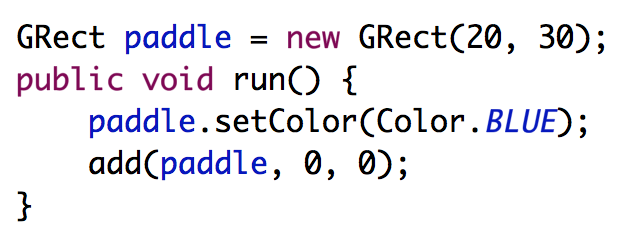 GRect paddle = new GRect(20, 30);
public void run() {
    paddle.setColor(Color.BLUE);
    add(paddle, 0, 0);
}